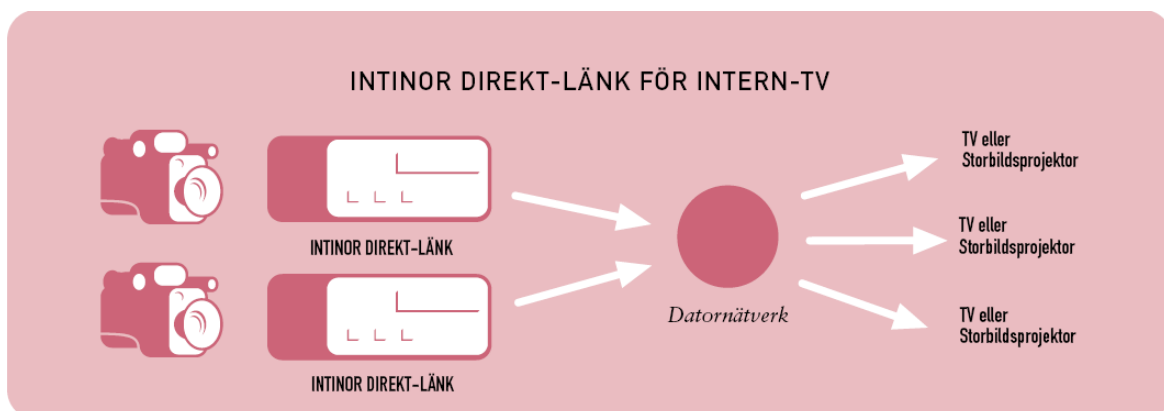 INTINOR DIREKT-LÄNK FÖR INTERN-TV
INTINOR DIREKT-LÄNK
INTINOR DIREKT-LÄNK
Datornätverk
TV eller
Storbildsprojektor
TV eller
Storbildsprojektor
TV eller
Storbildsprojektor